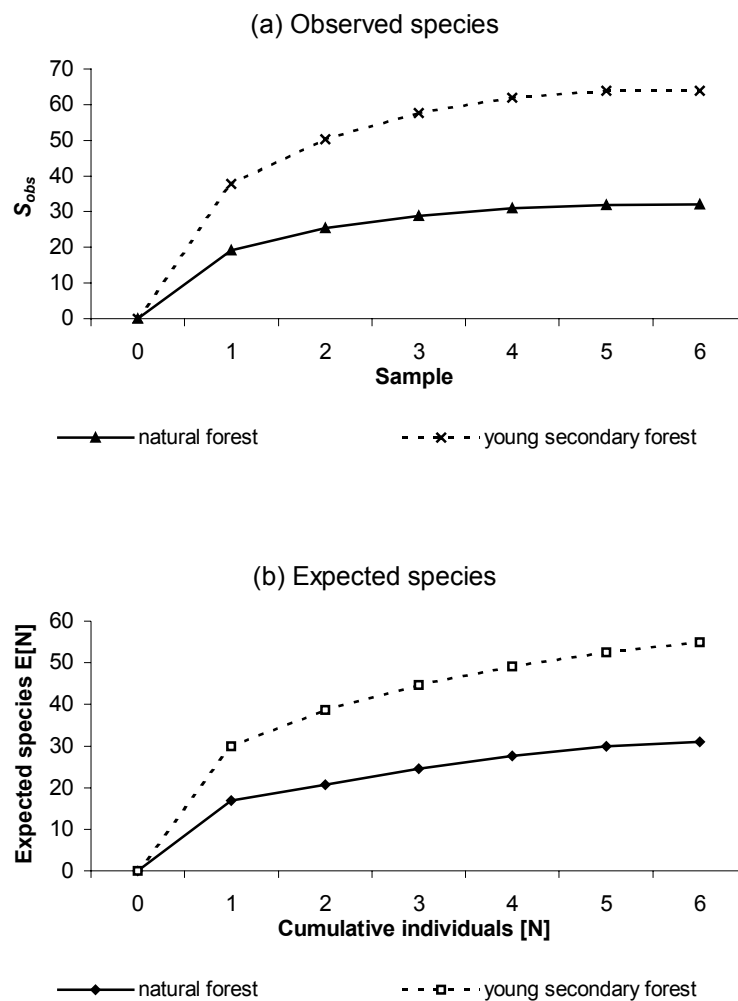 (a) Observed species
70
60
50
40
30
20
10
0
S_obs
0 1 2 3 4 5 6
Sample
natural forest young secondary forest
(b) Expected species
60
50
40
30
20
10
0
Expected species E[N]
0 1 2 3 4 5 6
Cumulative individuals [N]
natural forest young secondary forest